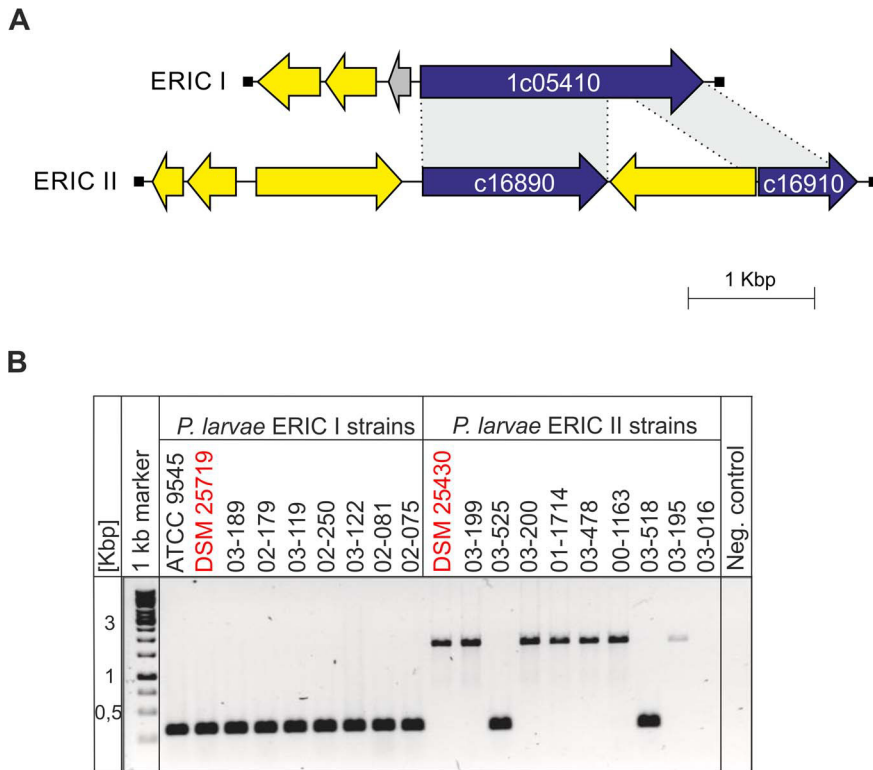 A
ERIC I
1c05410
ERIC II
c16890
c16910
1 Kbp
B
[Kbp]
1 kb marker
P. larvae ERIC I strains
P. larvae ERIC II strains
Neg. control
ATCC 9545
DSM 25719
03-189
02-179
03-119
02-250
03-122
02-081
02-075
DSM 25430
03-199
03-525
03-200
01-1714
03-478
00-1163
03-518
03-195
03-016
3
1
0,5